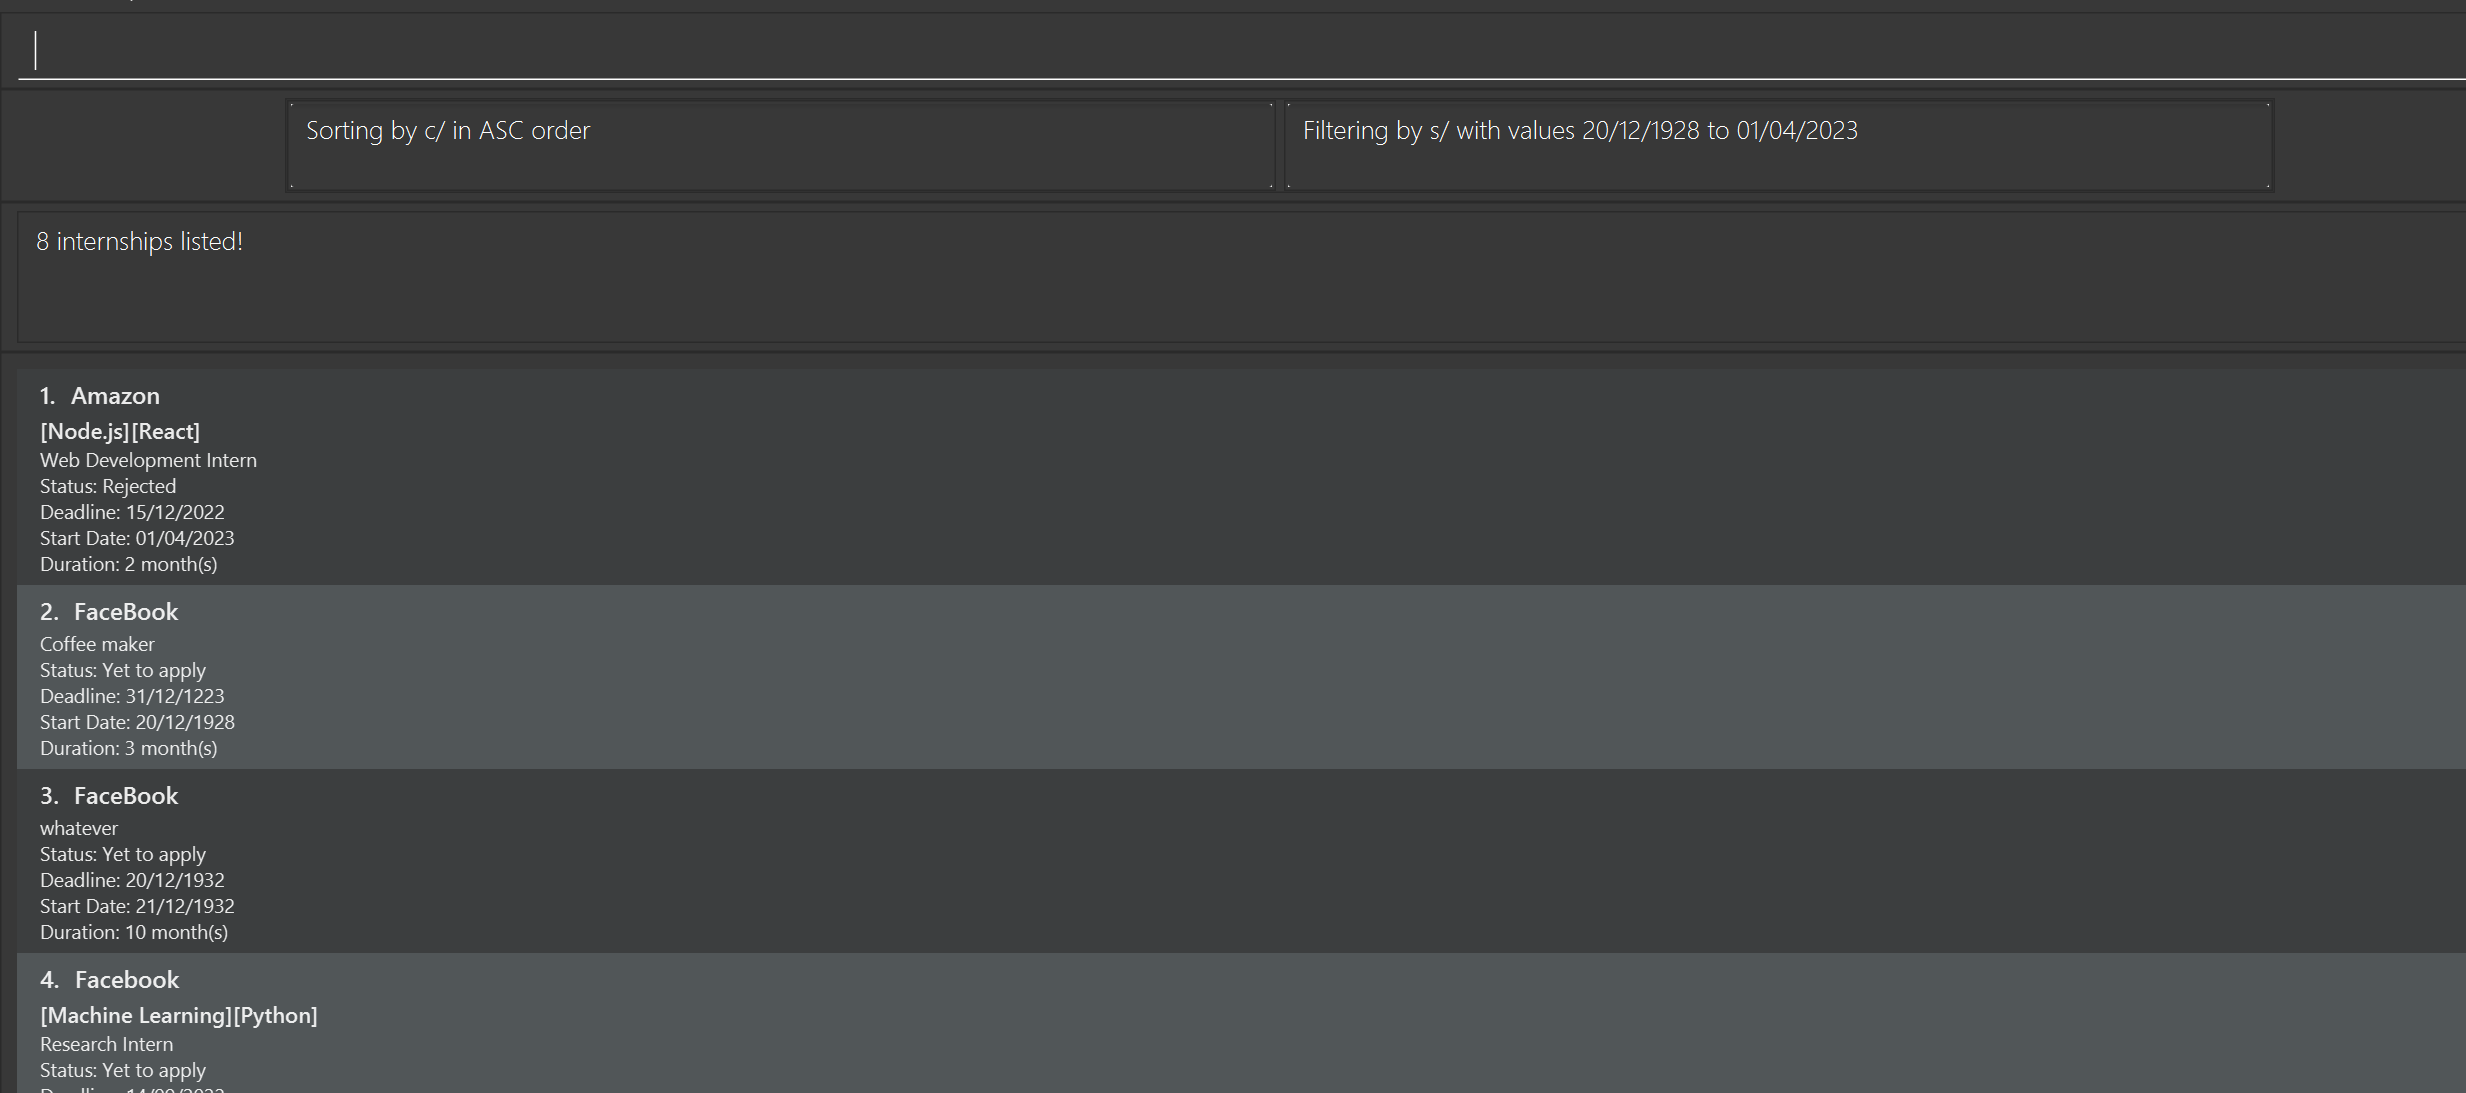 Sorting by c/ in ASC order
Filtering by s/ with values 20/12/1928 to 01/04/2023
8 internships listed!
1. Amazon
[Node.js][React]
Web Development Intern
Status: Rejected
Deadline: 15/12/2022
Start Date: 01/04/2023
Duration: 2 month(s)
2. FaceBook
Coffee maker
Status: Yet to apply
Deadline: 31/12/1223
Start Date: 20/12/1928
Duration: 3 month(s)
3. FaceBook
whatever
Status: Yet to apply
Deadline: 20/12/1932
Start Date: 21/12/1932
Duration: 10 month(s)
4. Facebook
[Machine Learning][Python]
Research Intern
Status: Yet to apply